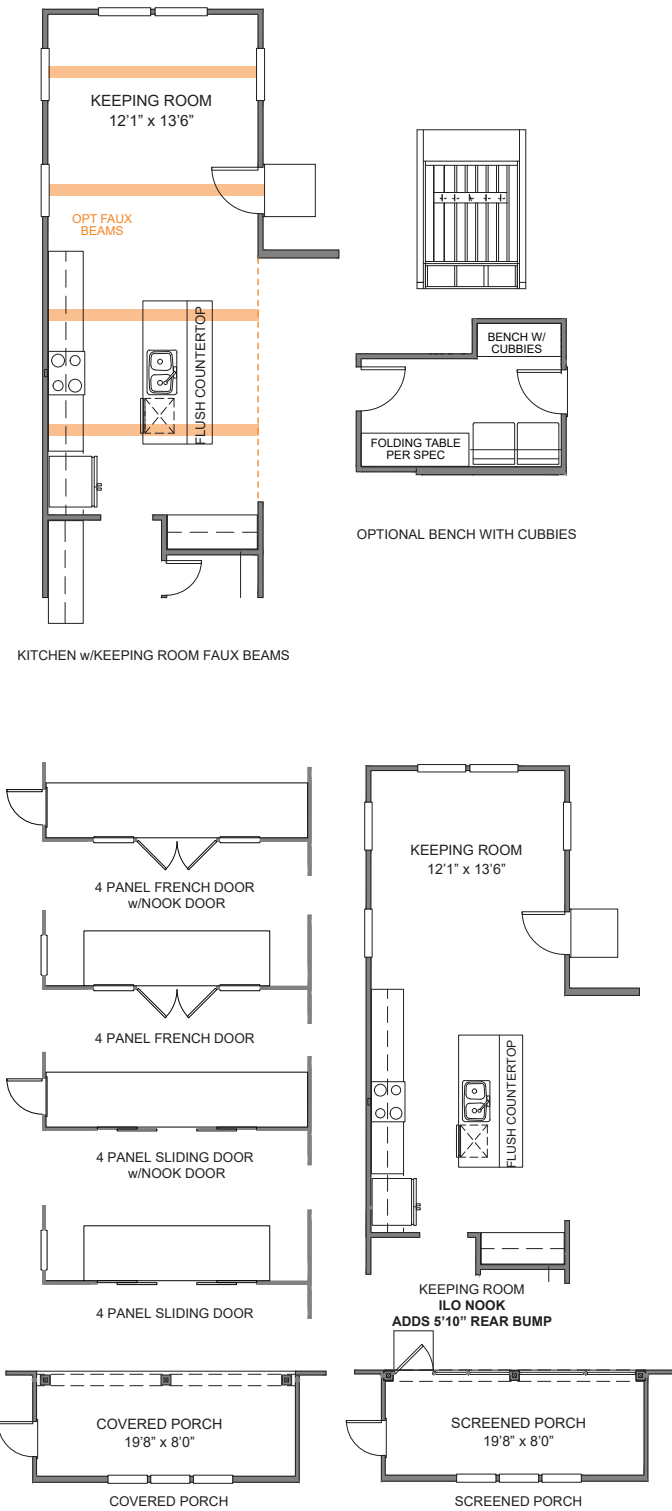 KEEPING ROOM
12’1” x 13’6”
OPT FAUX
BEAMS
FLUSH COUNTERTOP
KITCHEN w/KEEPING ROOM FAUX BEAMS
BENCH W/
CUBBIES
FOLDING TABLE
PER SPEC
OPTIONAL BENCH WITH CUBBIES
4 PANEL FRENCH DOOR
w/NOOK DOOR
4 PANEL FRENCH DOOR
4 PANEL SLIDING DOOR
w/NOOK DOOR
4 PANEL SLIDING DOOR
KEEPING ROOM
12’1” x 13’6”
FLUSH COUNTERTOP
KEEPING ROOM
ILO NOOK
ADDS 5’10” REAR BUMP
COVERED PORCH
19’8” x 8’0”
COVERED PORCH
SCREENED PORCH
19’8” x 8’0”
SCREENED PORCH